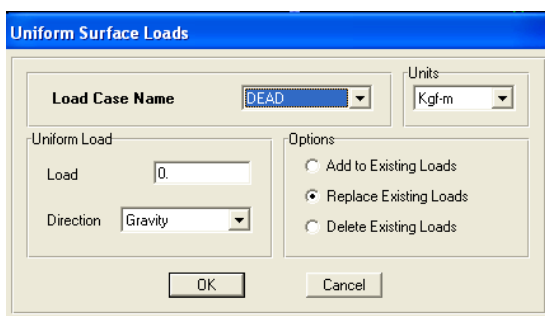 Uniform Surface Loads
Load Case Name DEAD
Units
Kgf-m
Uniform Load
Load 0.
Direction Gravity
Options
Add to Existing Loads
Replace Existing Loads
Delete Existing Loads
OK Cancel